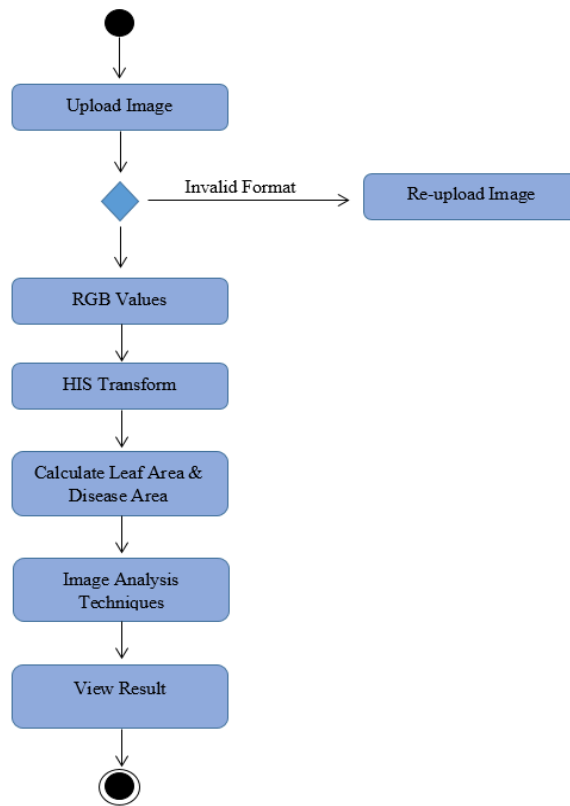 Upload Image
Invalid Format
Re-upload Image
RGB Values
HIS Transform
Calculate Leaf Area &
Disease Area
Image Analysis
Techniques
View Result